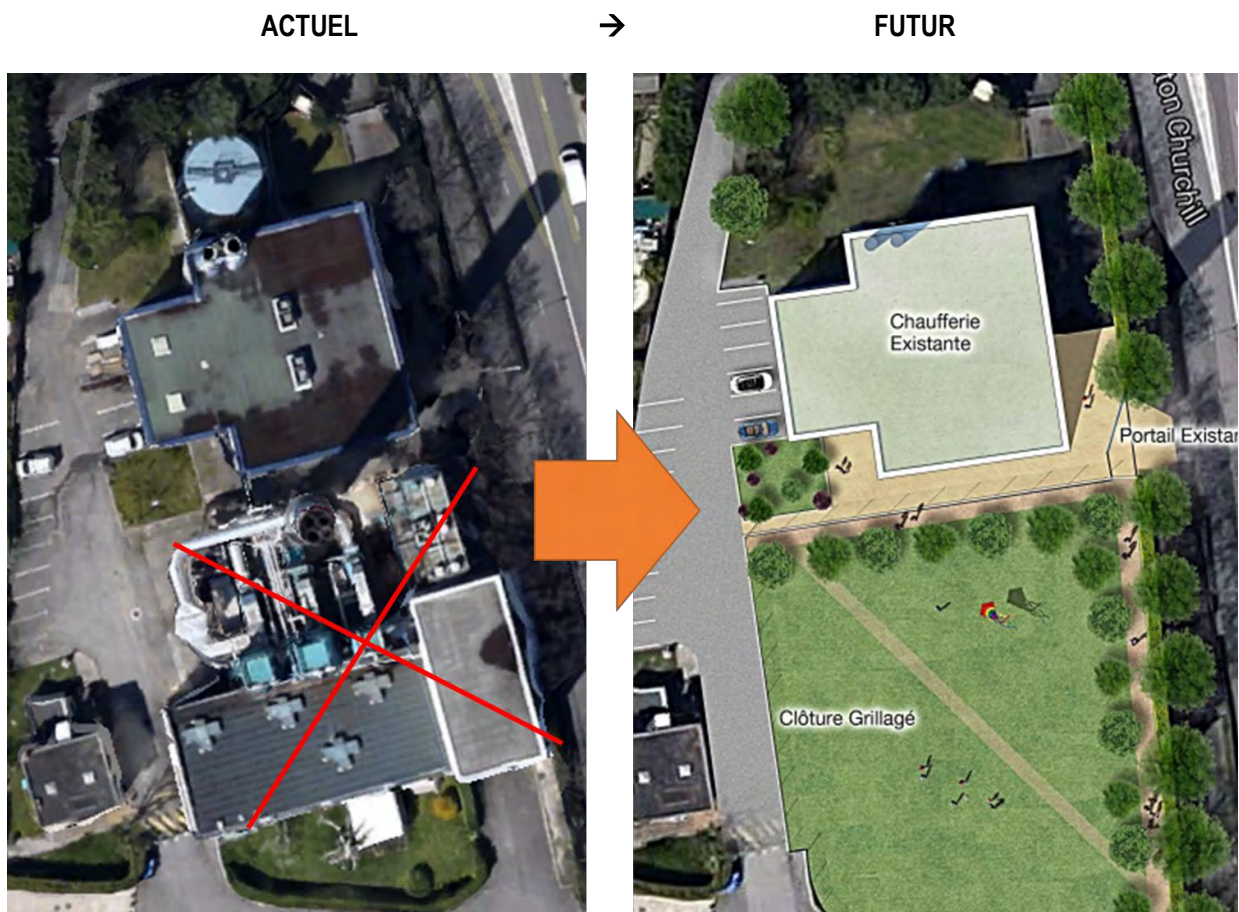 ACTUEL → FUTUR
ton Churchill
Chaufferie
Existante
Portail Existan
Clôture Grillagé